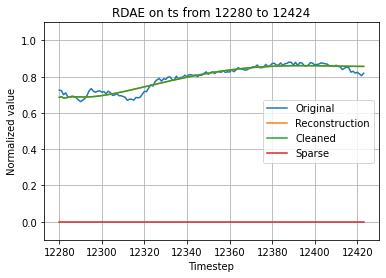 RDAE on ts from 12280 to 12424
Normalized value
1.0
0.8
0.6
0.4
0.2
0.0
Original
Reconstruction
Cleaned
Sparse
12280 12300 12320 12340 12360 12380 12400 12420
Timestep